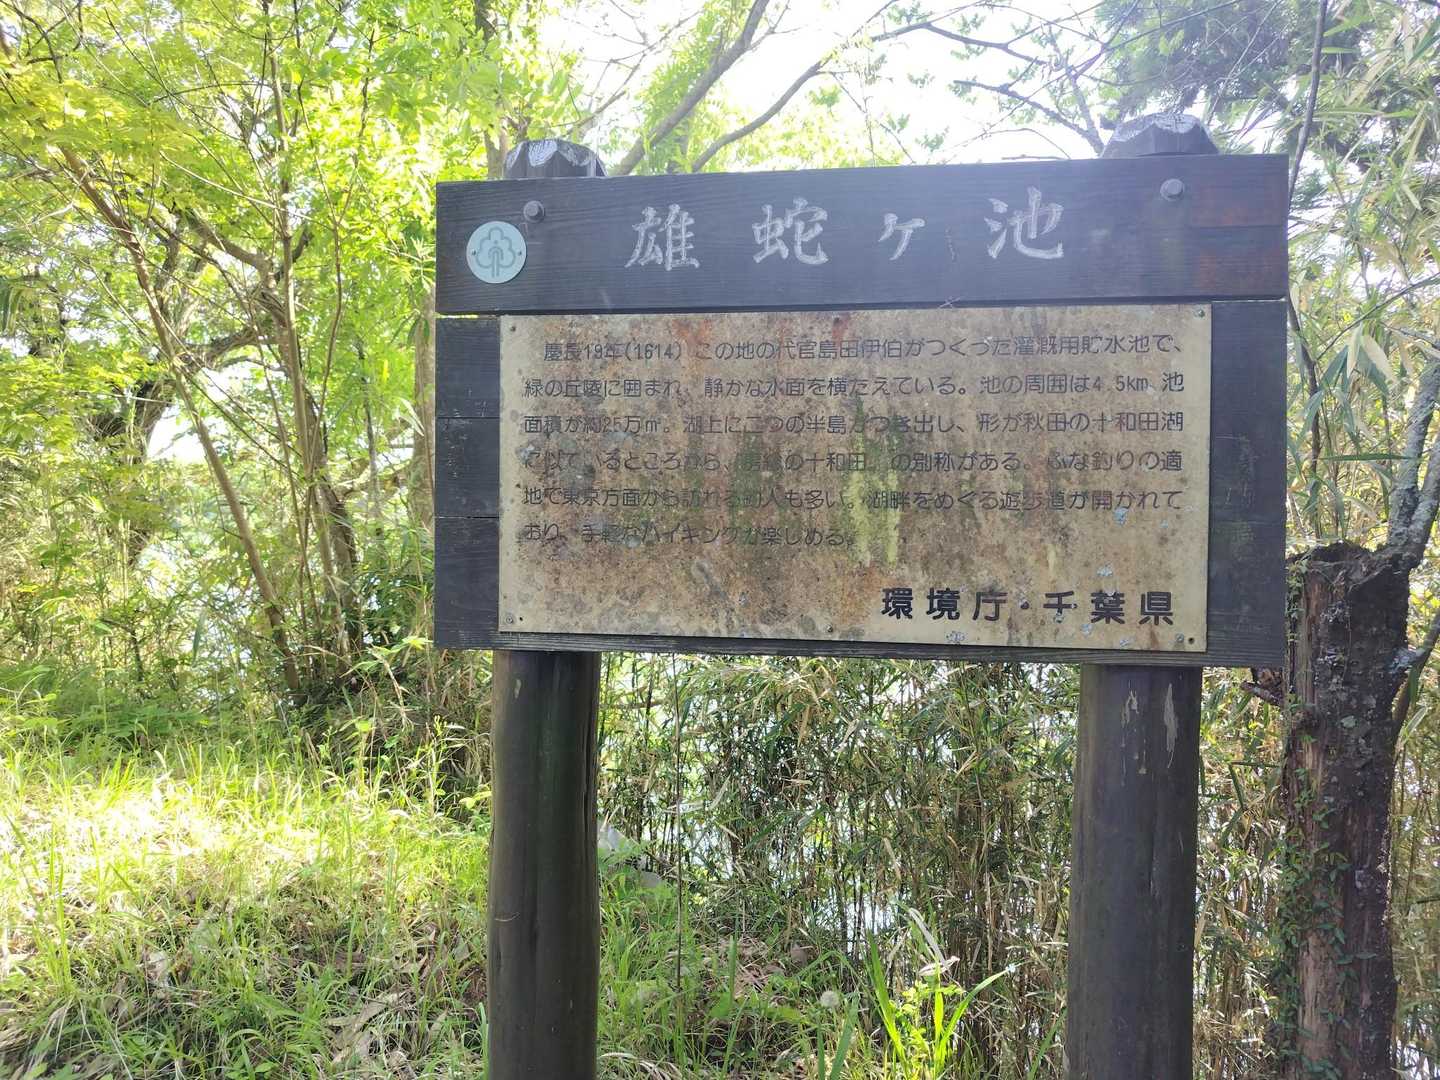 雄蛇ヶ池
慶長19年(1614) この地の代官島田伊伯がつくった灌漑用貯水池で、
緑の丘陵に囲まれ、静かな水面を横たえている。池の周囲は4.5km 池
面積が約25万㎡。湖上に二つの半島がつき出し、形が秋田の十和田湖
に似ているところから、房総の十和田、の別称がある。ふな釣りの適
地で東京方面から訪れる釣人も多い。湖畔をめぐる遊歩道が開かれて
おり、手軽なハイキングが楽しめる。
環境庁・千葉県